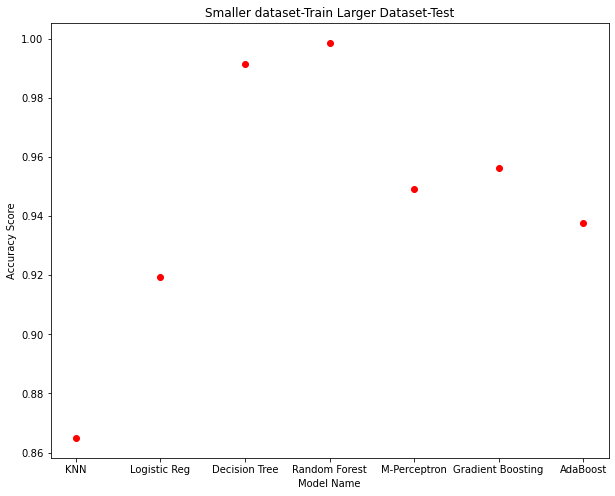 Smaller dataset-Train Larger Dataset-Test
1.00
0.98
0.96
0.94
0.92
0.90
0.88
0.86
Accuracy Score
KNN Logistic Reg Decision Tree Random Forest M-Perceptron Gradient Boosting AdaBoost
Model Name